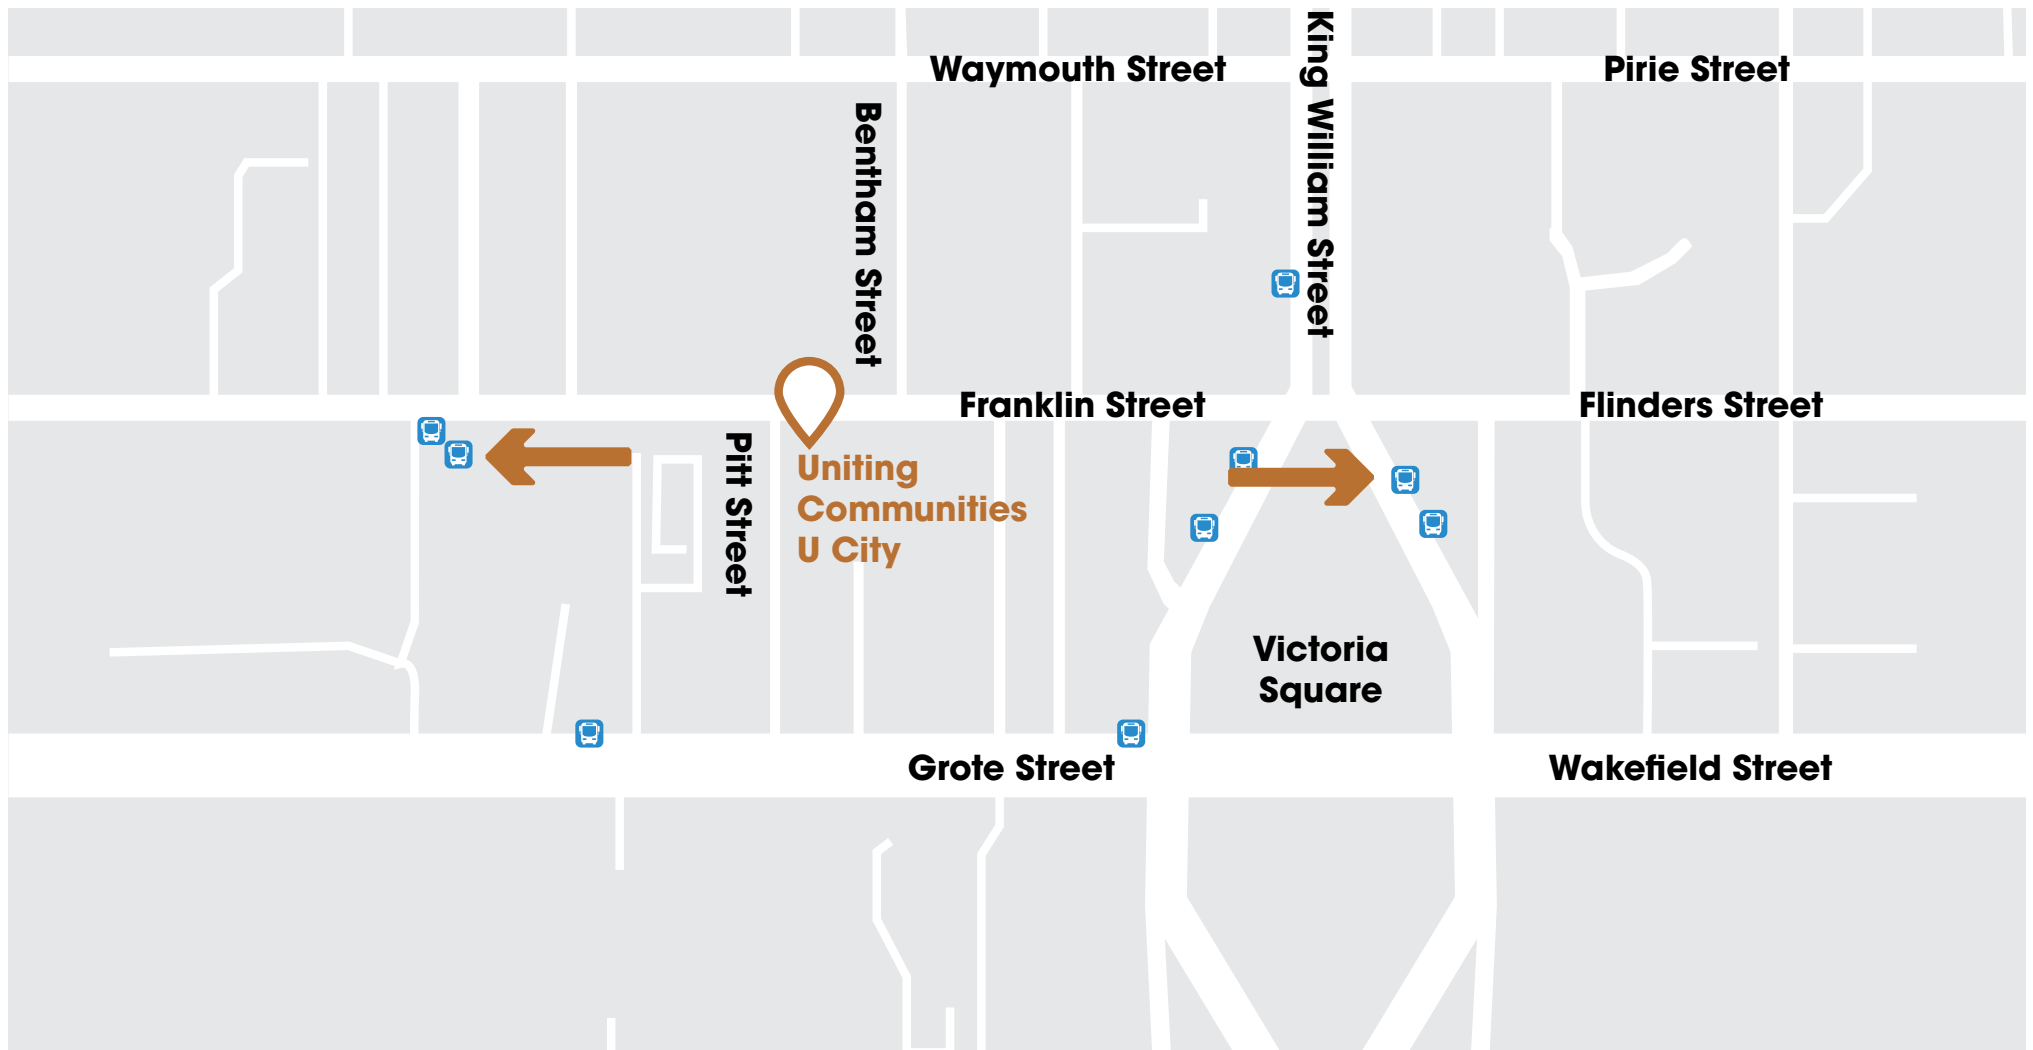 Waymouth Street
King William Street
Pirie Street
Bentham Street
Franklin Street
Flinders Street
Pitt Street
Uniting
Communities
U City
Victoria
Square
Grote Street
Wakefield Street